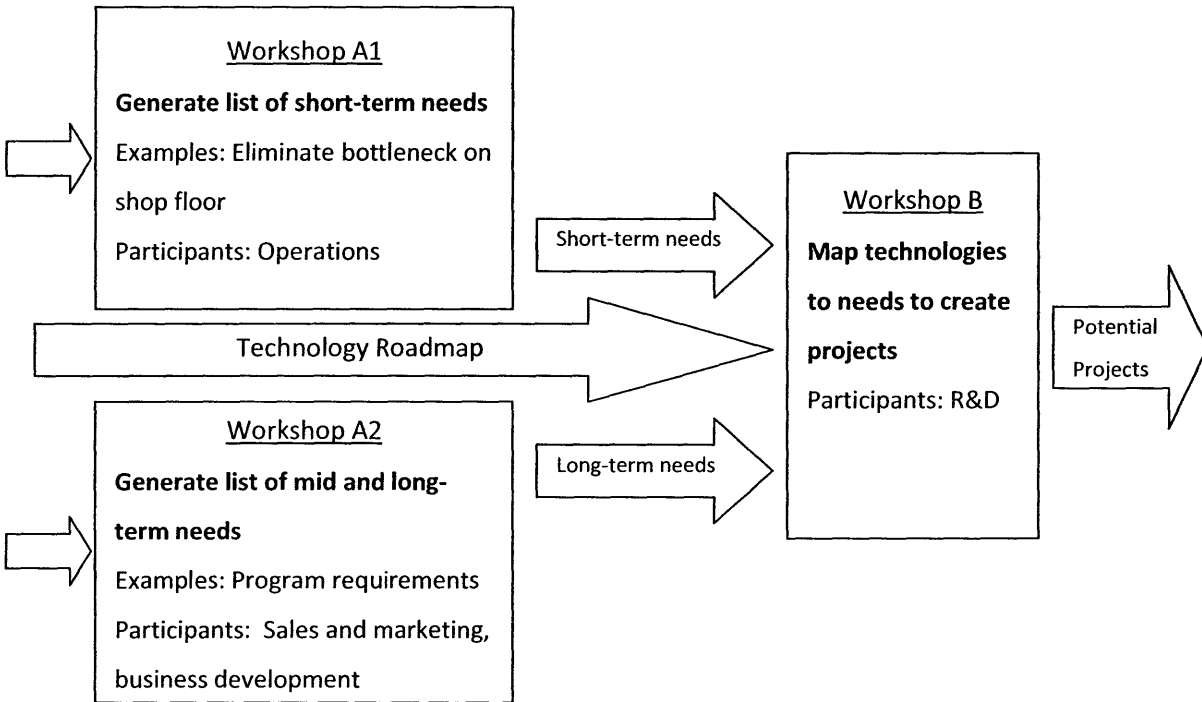 Workshop A1
Generate list of short-term needs
Examples: Eliminate bottleneck on
shop floor
Participants: Operations
Short-term needs
Technology Roadmap
Workshop A2
Generate list of mid and long-
term needs
Examples: Program requirements
Participants: Sales and marketing,
business development
Long-term needs
Workshop B
Map technologies
to needs to create
projects
Participants: R&D
Potential
Projects